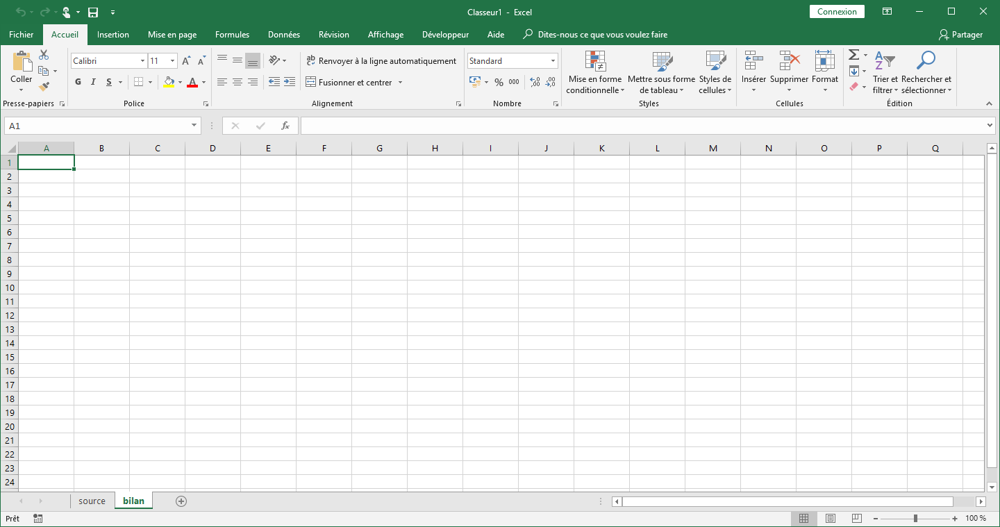 Classeur1 - Excel
Connexion
Fichier Accueil Insertion Mise en page Formules Données Révision Affichage Développeur Aide Dites-nous ce que vous voulez faire Partager
Coller
Presse-papiers
Calibri 11
G I S
Police
Renvoyer à la ligne automatiquement
Fusionner et centrer
Alignement
Standard
% 000
Nombre
Mise en forme conditionnelle
Mettre sous forme de tableau
Styles de cellules
Styles
Insérer Supprimer Format
Cellules
Trier et filtrer
Rechercher et sélectionner
Édition
A1 fx
A B C D E F G H I J K L M N O P Q
1
2
3
4
5
6
7
8
9
10
11
12
13
14
15
16
17
18
19
20
21
22
23
24
source bilan
Prêt 100 %